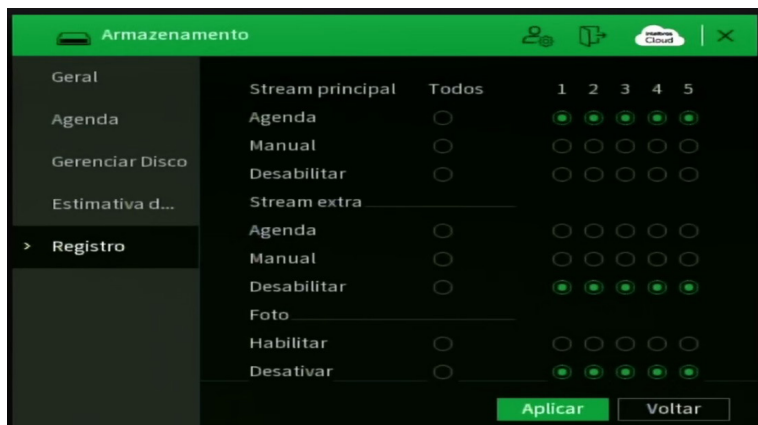 Armazenamento
intelbras Cloud
Geral
Agenda
Gerenciar Disco
Estimativa d...
> Registro
Stream principal Todos 1 2 3 4 5
Agenda
Manual
Desabilitar
Stream extra
Agenda
Manual
Desabilitar
Foto
Habilitar
Desativar
Aplicar Voltar